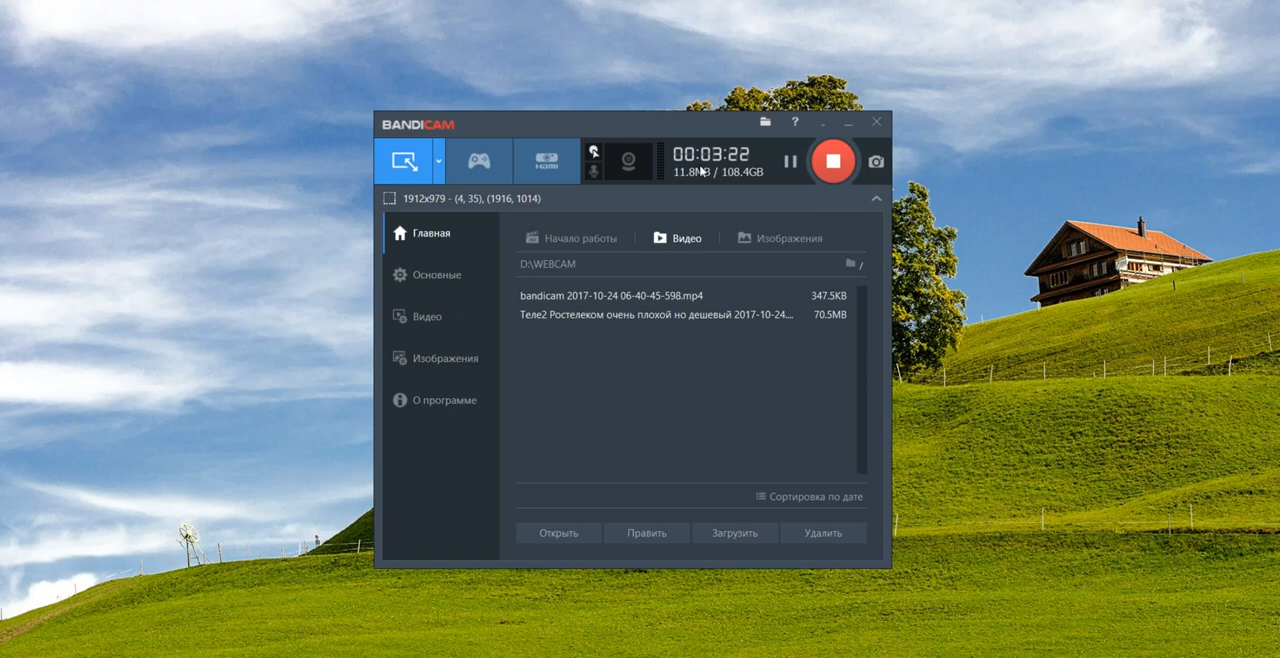 BANDICAM
?
HDMI
00:03:22
11.8MB / 108.4GB
1912x979 - (4, 35), (1916, 1014)
Главная
Основные
Видео
Изображения
О программе
Начало работы
Видео
Изображения
D:\WEBCAM
/
bandicam 2017-10-24 06-40-45-598.mp4 347.5KB
Теле2 Ростелеком очень плохой но дешевый 2017-10-24.... 70.5MB
Сортировка по дате
Открыть
Править
Загрузить
Удалить